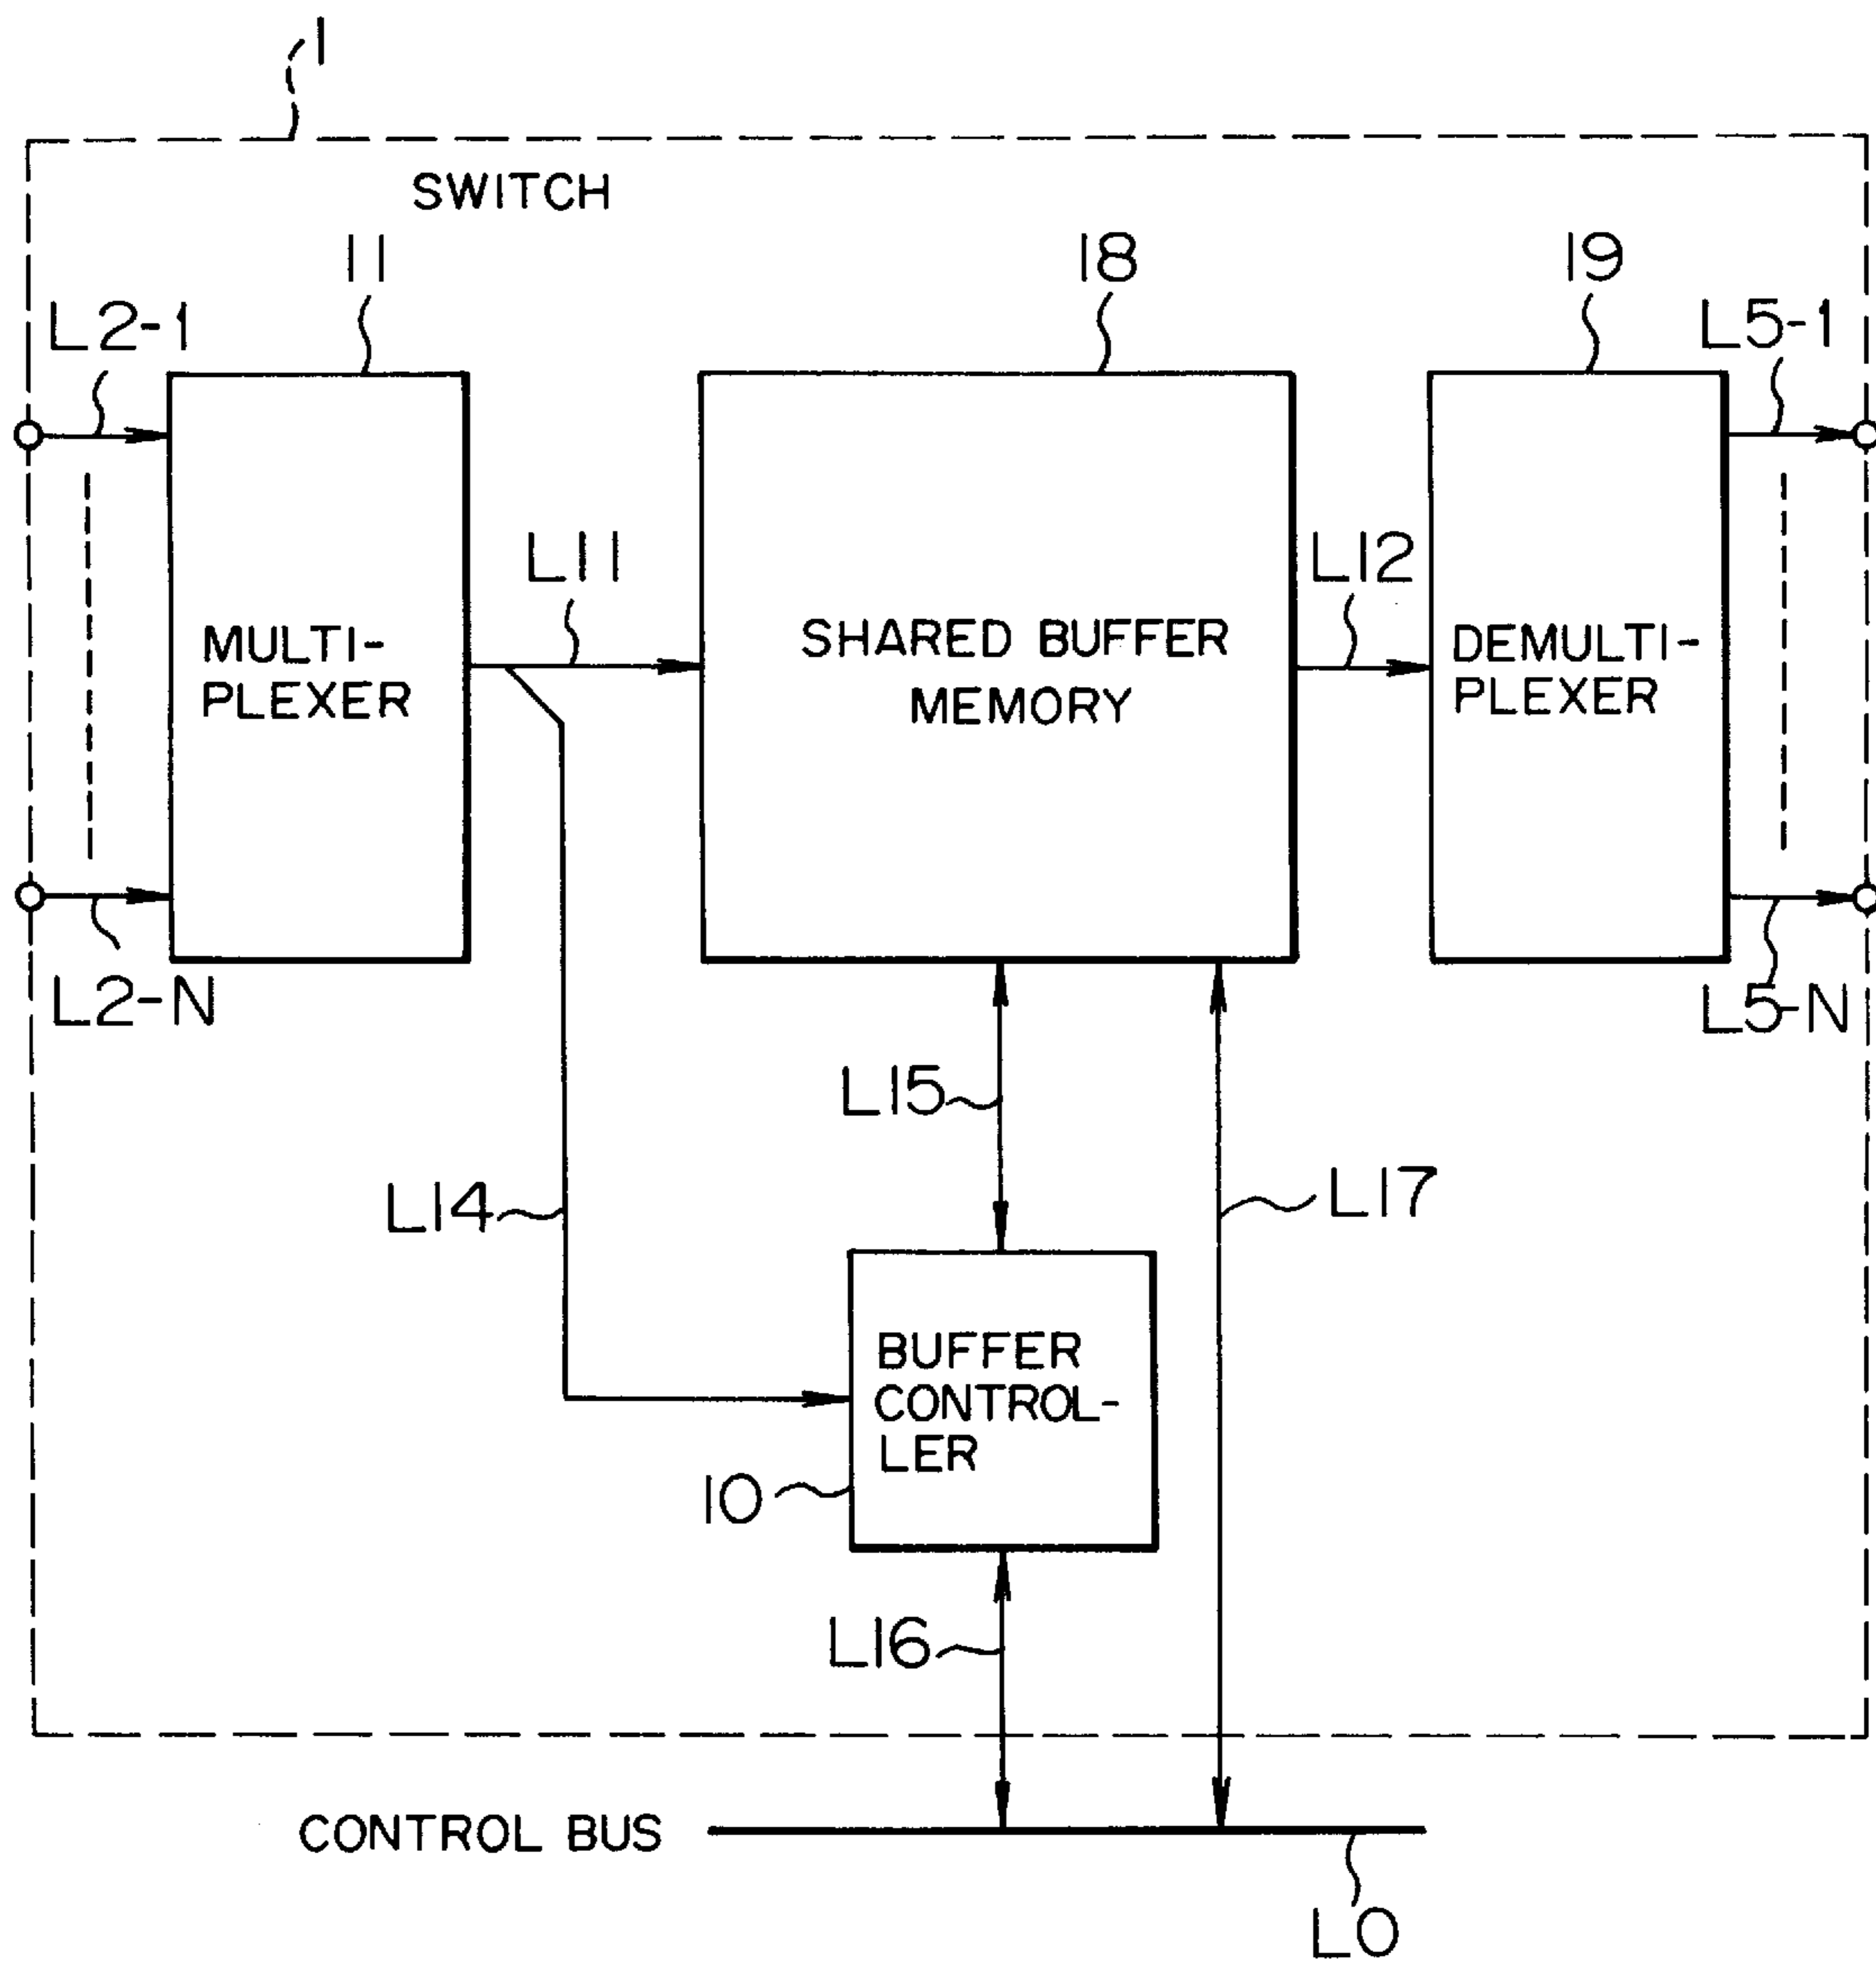 1
SWITCH
11
18
19
L2-1
L5-1
L11
L12
MULTI-
PLEXER
SHARED BUFFER
MEMORY
DEMULTI-
PLEXER
L2-N
L5-N
L15
L14
L17
BUFFER
CONTROL-
LER
10
L16
CONTROL BUS
L0